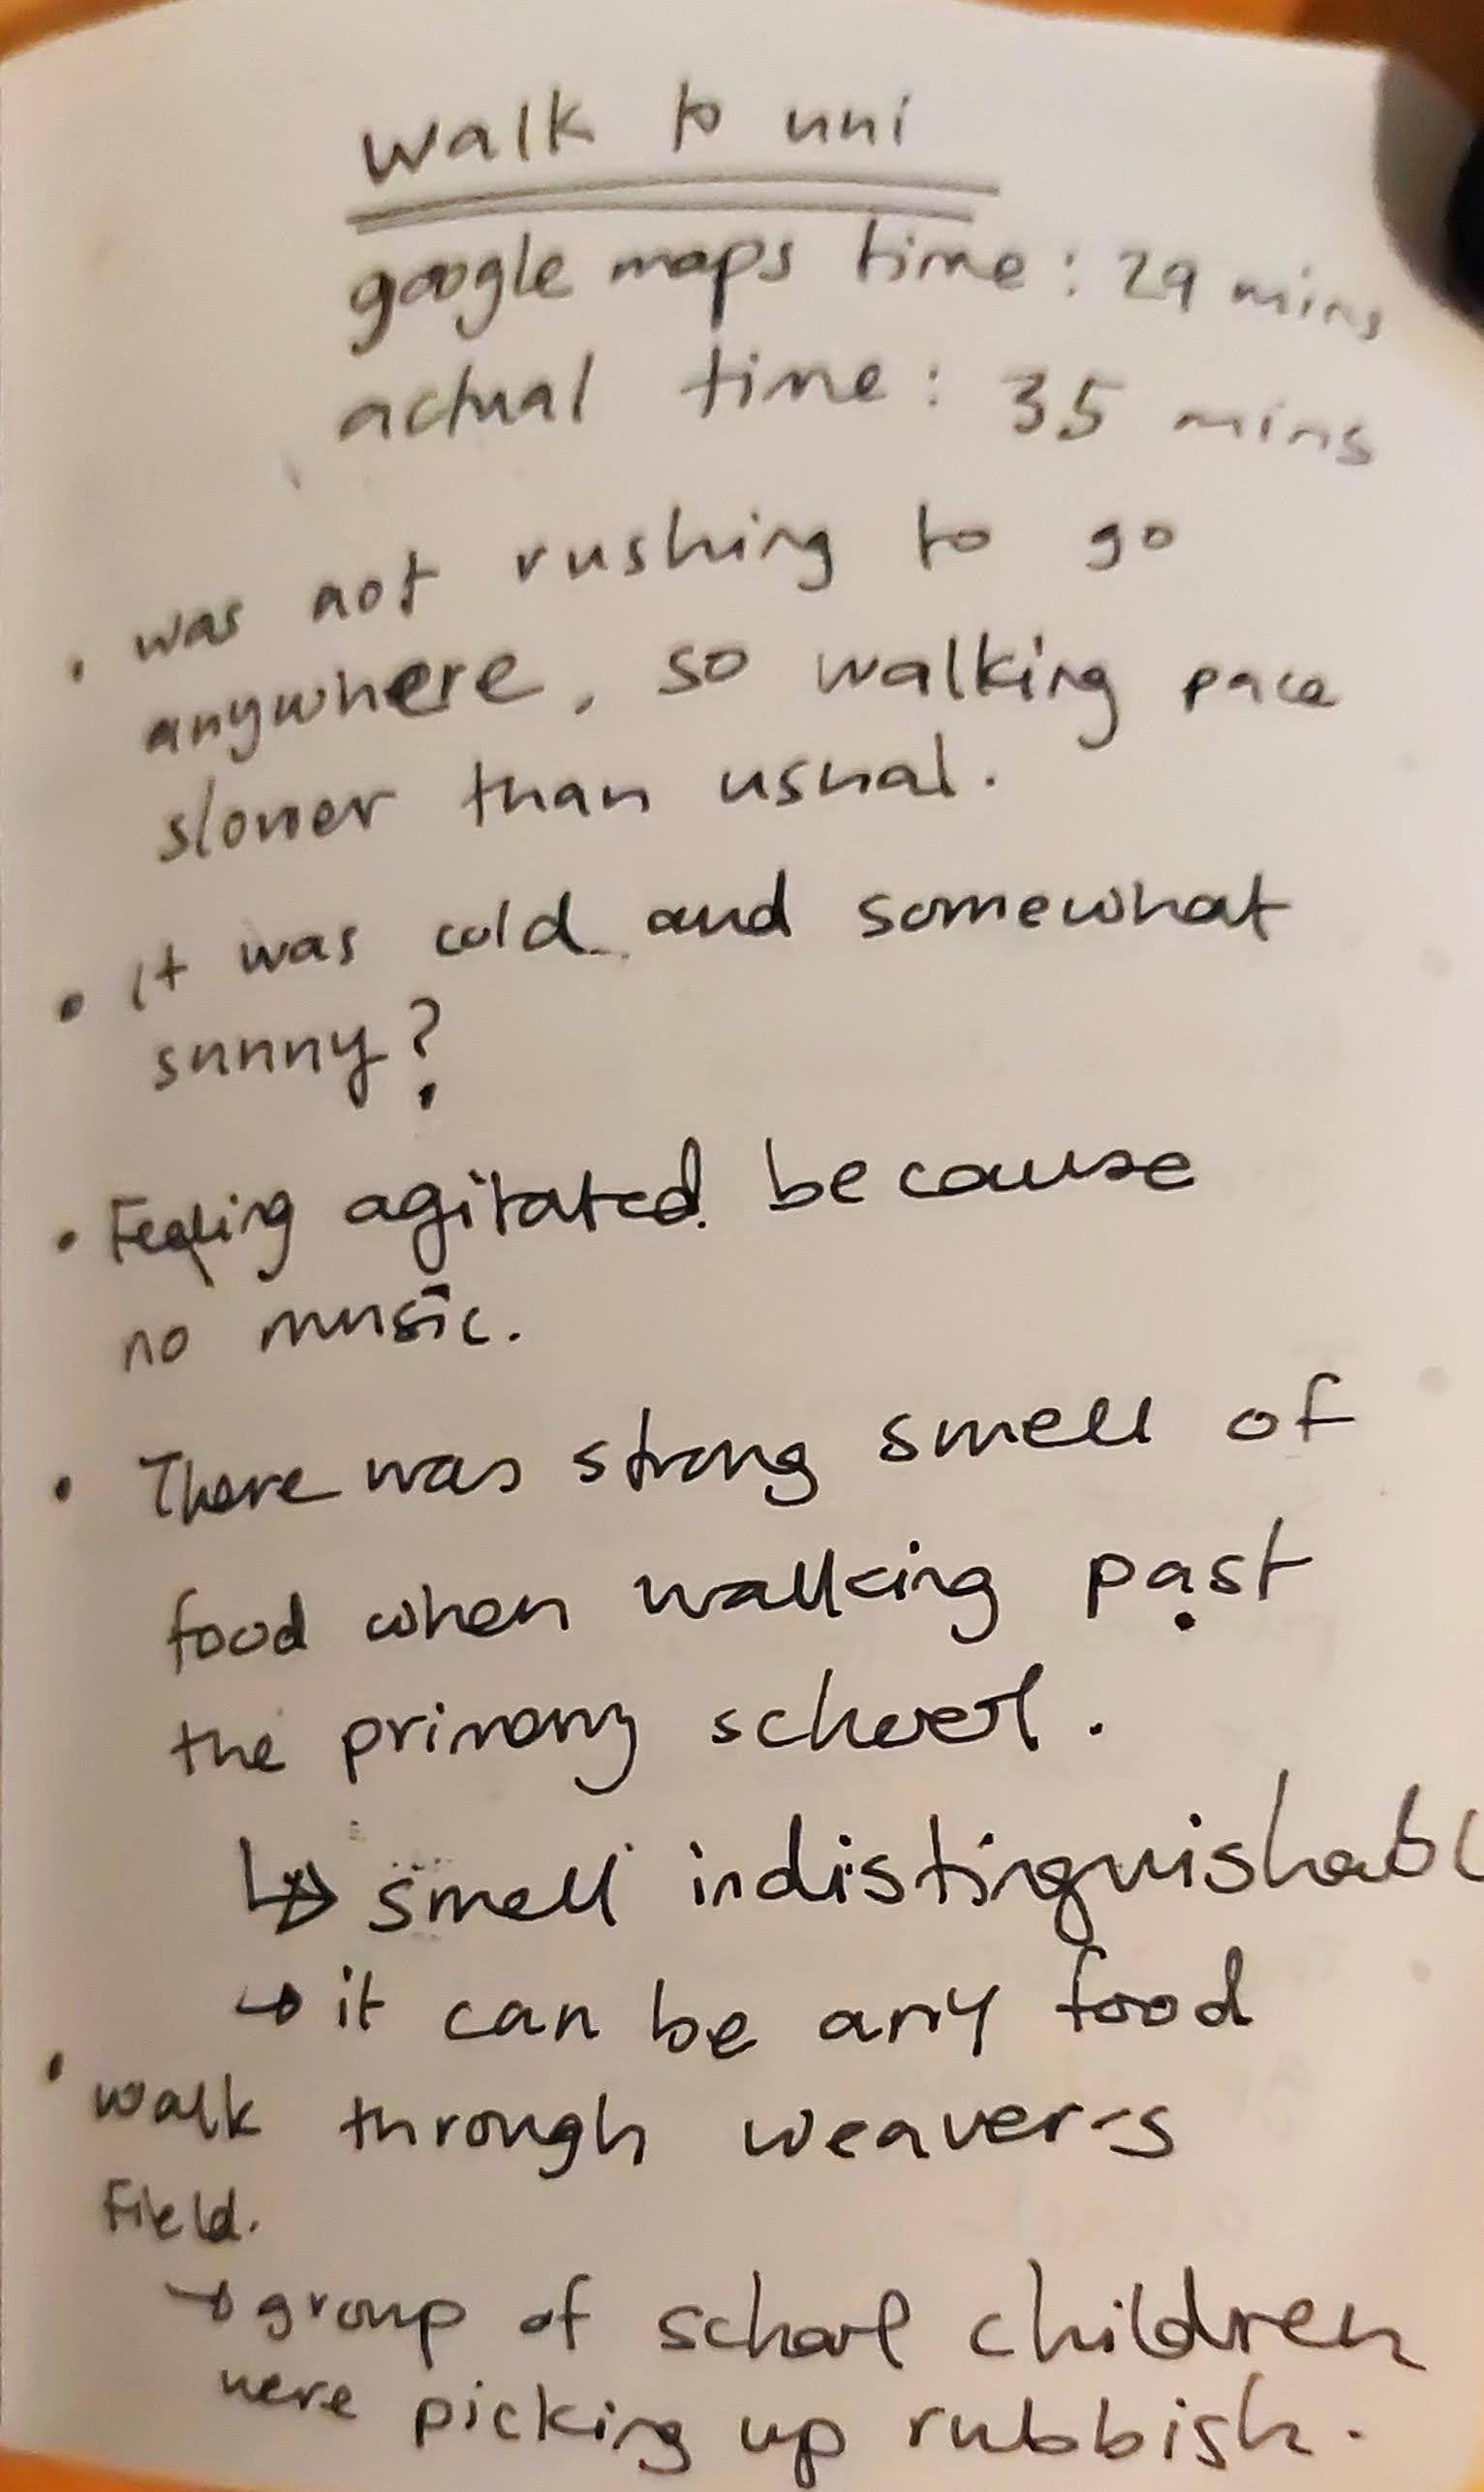 walk to uni
google maps time: 29 mins
actual time: 35 mins
• was not rushing to go
anywhere, so walking pace
slower than usual.
• It was cold and somewhat
sunny?
• Feeling agitated because
no music.
• There was strong smell of
food when walking past
the primary school.
↳ smell indistinguishabl
→ it can be any food
• walk through weaver's
Field.
→ group of school children
were picking up rubbish.